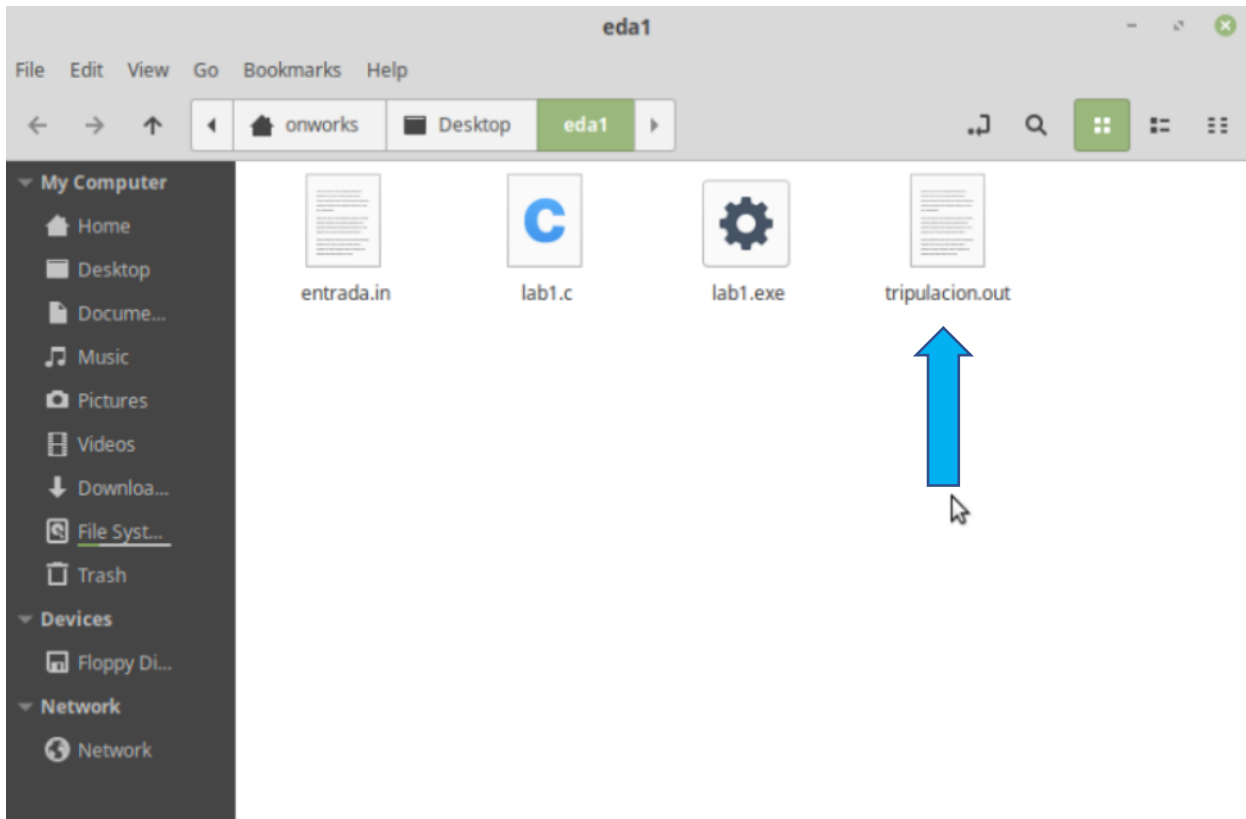 eda1
File Edit View Go Bookmarks Help
onworks Desktop eda1
My Computer
Home
Desktop
Docume...
Music
Pictures
Videos
Downloa...
File Syst...
Trash
Devices
Floppy Di...
Network
Network
C
entrada.in lab1.c lab1.exe tripulacion.out